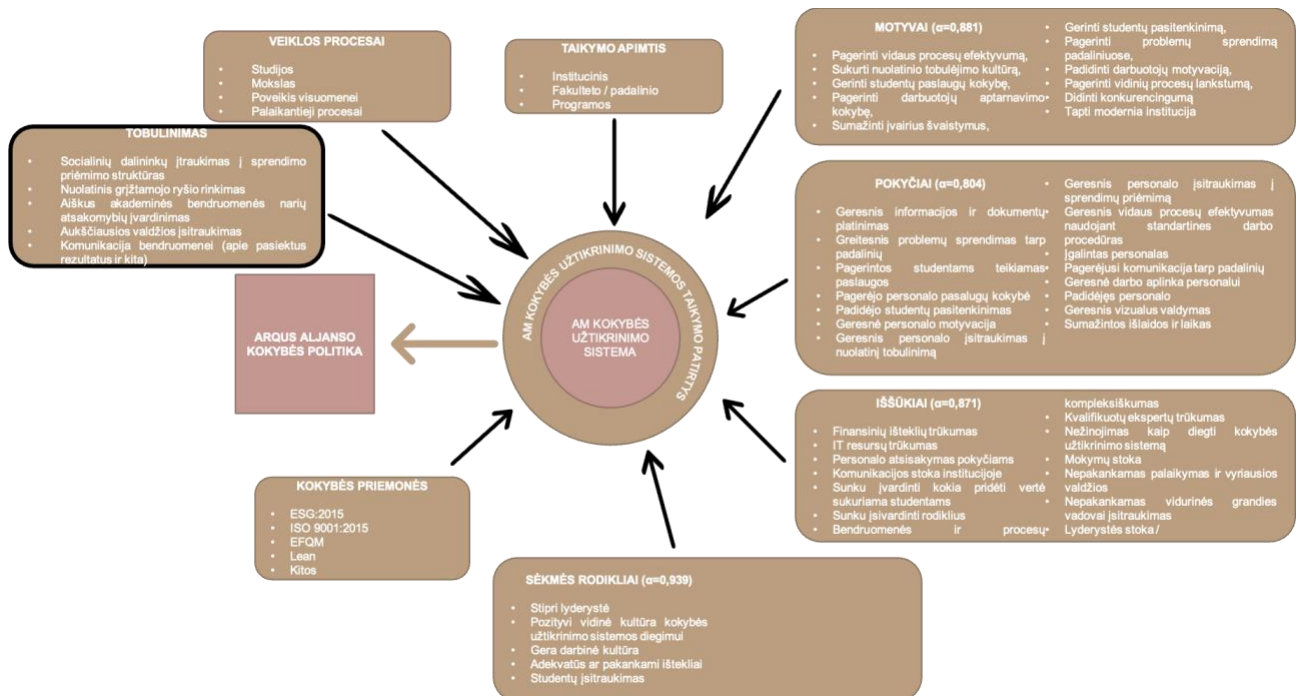 VEIKLOS PROCESAI
• Studijos
• Mokslas
• Poveikis visuomenei
• Palaikantieji procesai
TAIKYMO APIMTIS
• Institucinis
• Fakulteto / padalinio
• Programos
MOTYVAI (α=0,881)
• Pagerinti vidaus procesų efektyvumą,
• Sukurti nuolatinio tobulėjimo kultūrą,
• Gerinti studentų paslaugų kokybę,
• Pagerinti darbuotojų aptarnavimo
kokybę,
• Sumažinti įvairius švaistymus,
• Gerinti studentų pasitenkinimą,
• Pagerinti problemų sprendimą
padaliniuose,
• Padidinti darbuotojų motyvaciją,
• Pagerinti vidinių procesų lankstumą,
• Didinti konkurencingumą
• Tapti modernia institucija
TOBULINIMAS
• Socialinių dalininkų įtraukimas į sprendimo
priėmimo struktūras
• Nuolatinis grįžtamojo ryšio rinkimas
• Aiškus akademinės bendruomenės narių
atsakomybių įvardinimas
• Aukščiausios valdžios įsitraukimas
• Komunikacija bendruomenei (apie pasiektus
rezultatus ir kita)
POKYČIAI (α=0,804)
• Geresnis informacijos ir dokumentų
platinimas
• Greitesnis problemų sprendimas tarp
padalinių
• Pagerintos studentams teikiamas
paslaugos
• Pagerėjo personalo pasalugų kokybė
• Padidėjo studentų pasitenkinimas
• Geresnė personalo motyvacija
• Geresnis personalo įsitraukimas į
nuolatinį tobulinimą
• Geresnis personalo įsitraukimas į
sprendimų priėmimą
• Geresnis vidaus procesų efektyvumas
naudojant standartines darbo
procedūras
• Įgalintas personalas
• Pagerėjusi komunikacija tarp padalinių
• Geresnė darbo aplinka personalui
• Padidėjęs personalo
• Geresnis vizualus valdymas
• Sumažintos išlaidos ir laikas
AM KOKYBĖS UŽTIKRINIMO SISTEMOS TAIKYMO PATIRTYS
AM KOKYBĖS
UŽTIKRINIMO
SISTEMA
ARQUS ALJANSO
KOKYBĖS POLITIKA
IŠŠŪKIAI (α=0,871)
• Finansinių išteklių trūkumas
• IT resursų trūkumas
• Personalo atsisakymas pokyčiams
• Komunikacijos stoka institucijoje
• Sunku įvardinti kokia pridėti vertė
sukuriama studentams
• Sunku įsivardinti rodiklius
• Bendruomenės ir procesų
kompleksiškumas
• Kvalifikuotų ekspertų trūkumas
• Nežinojimas kaip diegti kokybės
užtikrinimo sistemą
• Mokymų stoka
• Nepakankamas palaikymas ir vyriausios
valdžios
• Nepakankamas vidurinės grandies
vadovai įsitraukimas
• Lyderystės stoka /
KOKYBĖS PRIEMONĖS
• ESG:2015
• ISO 9001:2015
• EFQM
• Lean
• Kitos
SĖKMĖS RODIKLIAI (α=0,939)
• Stipri lyderystė
• Pozityvi vidinė kultūra kokybės
užtikrinimo sistemos diegimui
• Gera darbinė kultūra
• Adekvatūs ar pakankami ištekliai
• Studentų įsitraukimas